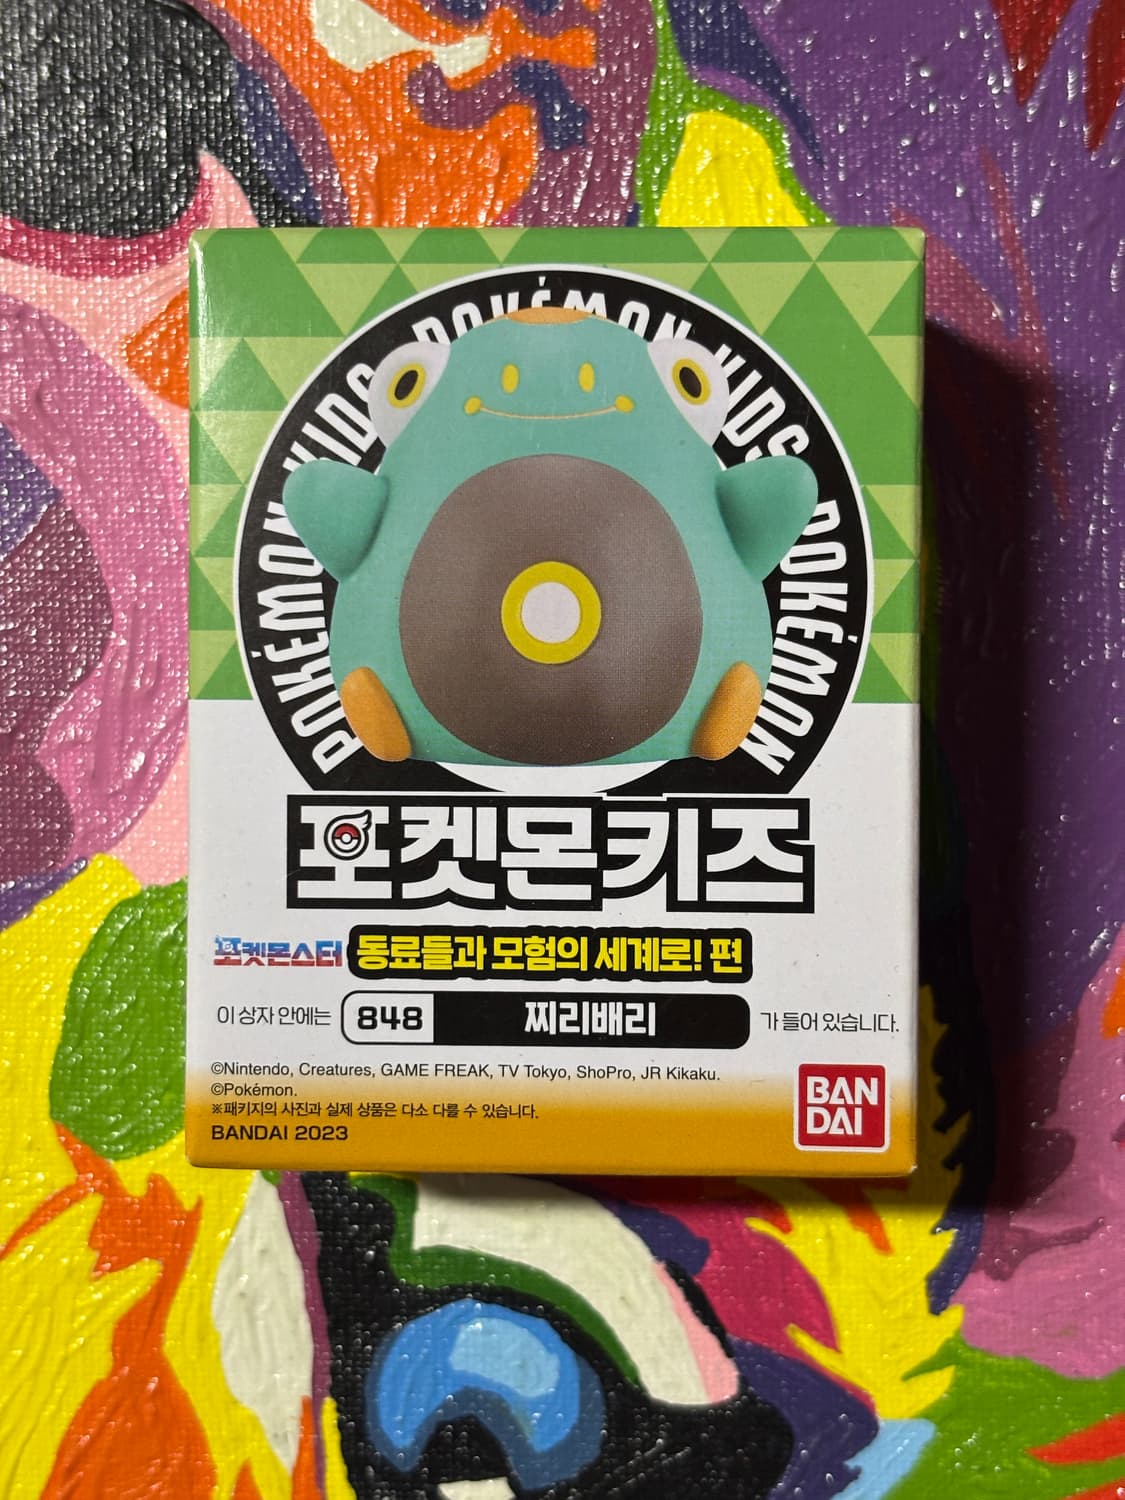 POKÉMON KIDS POKÉMON KIDS POKÉMON
포켓몬키즈
포켓몬스터 동료들과 모험의 세계로! 편
이 상자 안에는 848 찌리배리 가 들어 있습니다.
©Nintendo, Creatures, GAME FREAK, TV Tokyo, ShoPro, JR Kikaku.
©Pokémon.
※패키지의 사진과 실제 상품은 다소 다를 수 있습니다.
BANDAI 2023
BAN
DAI